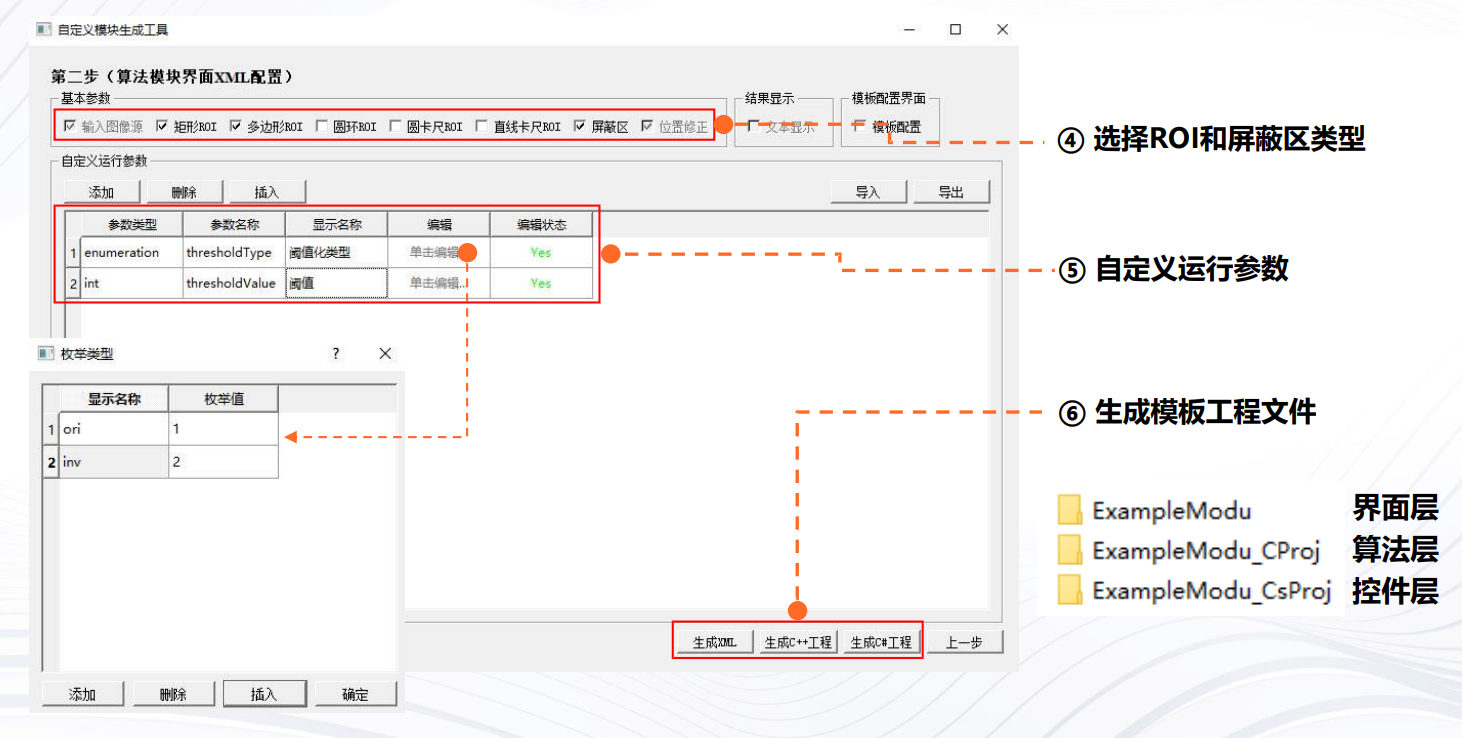 自定义模块生成工具
第二步（算法模块界面XML配置）
基本参数
输入图像源 矩形ROI 多边形ROI 圆环ROI 圆卡尺ROI 直线卡尺ROI 屏蔽区 位置修正
结果显示
文本显示
模板配置界面
模板配置
④ 选择ROI和屏蔽区类型
自定义运行参数
添加 删除 插入 导入 导出
参数类型 参数名称 显示名称 编辑 编辑状态
1 enumeration thresholdType 阈值化类型 单击编辑 Yes
2 int thresholdValue 阈值 单击编辑... Yes
⑤ 自定义运行参数
枚举类型 ?
显示名称 枚举值
1 ori 1
2 inv 2
添加 删除 插入 确定
⑥ 生成模板工程文件
ExampleModu 界面层
ExampleModu_CProj 算法层
ExampleModu_CsProj 控件层
生成XML 生成C++工程 生成C#工程 上一步